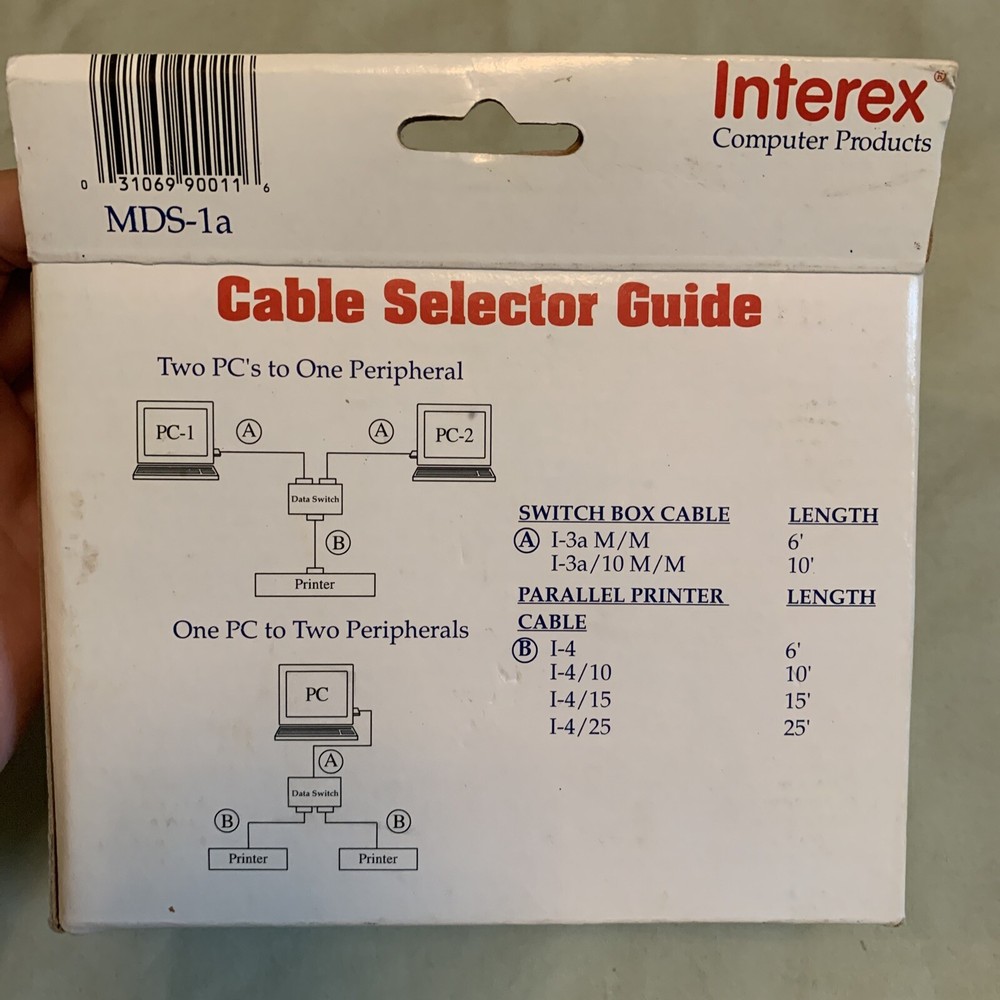 0 31069 90011 6
MDS-1a
Interex®
Computer Products
Cable Selector Guide
Two PC's to One Peripheral
PC-1
A
A
PC-2
Data Switch
B
Printer
One PC to Two Peripherals
PC
A
Data Switch
B
B
Printer
Printer
SWITCH BOX CABLE LENGTH
A I-3a M/M 6'
I-3a/10 M/M 10'
PARALLEL PRINTER LENGTH
CABLE
B I-4 6'
I-4/10 10'
I-4/15 15'
I-4/25 25'